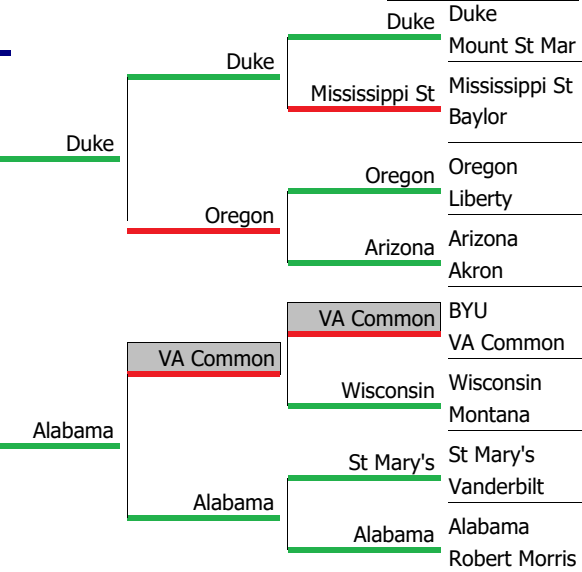 Duke
Mount St Mar
Mississippi St
Baylor
Oregon
Liberty
Arizona
Akron
BYU
VA Common
Wisconsin
Montana
St Mary's
Vanderbilt
Alabama
Robert Morris
Duke
Mississippi St
Oregon
Arizona
VA Common
Wisconsin
St Mary's
Alabama
Duke
Oregon
VA Common
Alabama
Duke
Alabama